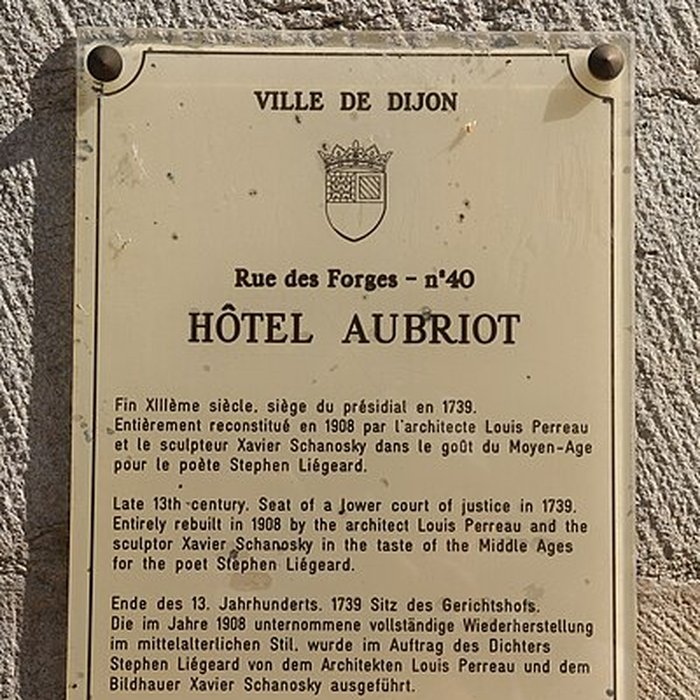 VILLE DE DIJON
Rue des Forges - n°40
HÔTEL AUBRIOT
Fin XIIIème siècle, siège du présidial en 1739.
Entièrement reconstitué en 1908 par l'architecte Louis Perreau
et le sculpteur Xavier Schanosky dans le goût du Moyen-Age
pour le poète Stephen Liégeard.
Late 13th century. Seat of a lower court of justice in 1739.
Entirely rebuilt in 1908 by the architect Louis Perreau and the
sculptor Xavier Schanosky in the taste of the Middle Ages
for the poet Stephen Liégeard.
Ende des 13. Jahrhunderts. 1739 Sitz des Gerichtshofs.
Die im Jahre 1908 unternommene vollständige Wiederherstellung
im mittelalterlichen Stil, wurde im Auftrag des Dichters
Stephen Liégeard von dem Architekten Louis Perreau und dem
Bildhauer Xavier Schanosky ausgeführt.